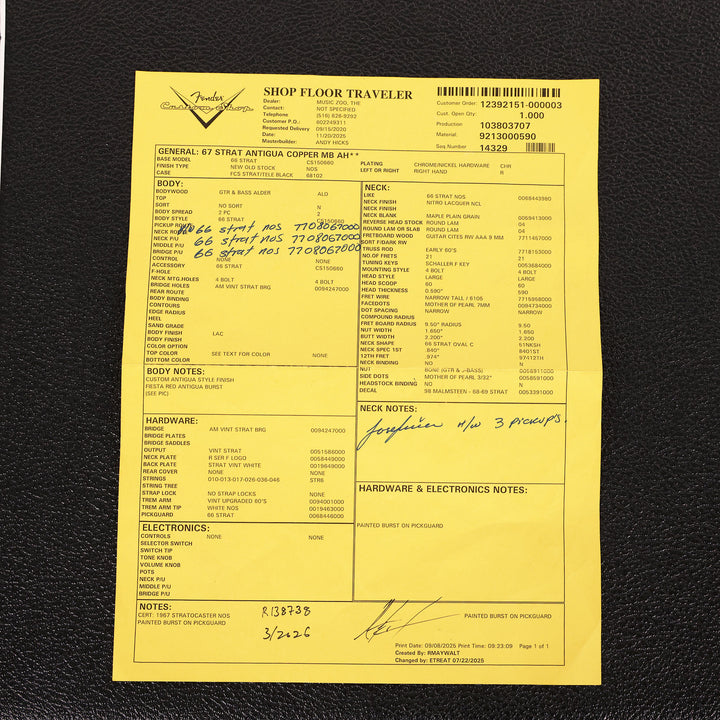 Fender
Custom Shop
SHOP FLOOR TRAVELER
Dealer: MUSIC ZOO, THE
Contact: NOT SPECIFIED
Telephone (516) 626-9292
Customer P.O.: 802249311
Requested Delivery 09/15/2020
Date: 11/20/2025
Masterbuilder: ANDY HICKS
Customer Order: 12392151-000003
Cust. Open Qty: 1.000
Production 103803707
Material: 9213000590
Seq Number 14329
GENERAL: 67 STRAT ANTIGUA COPPER MB AH**
BASE MODEL 66 STRAT CS150660
FINISH TYPE NEW OLD STOCK NOS
CASE FCS STRAT/TELE BLACK 68102
PLATING CHROME/NICKEL HARDWARE CHR
LEFT OR RIGHT RIGHT HAND R
BODY:
BODYWOOD GTR & BASS ALDER ALD
TOP
SORT NO N
BODY SPREAD 2 PC 2
BODY STYLE 66 STRAT CS150660
PICKUP ROUT
NECK ROUT 66 strat nos 7708067000
NECK P/U 66 strat nos 7708067000
MIDDLE P/U
BRIDGE P/U 66 strat nos 7708067000
CONTROL NONE NONE
ACCESSORY 66 STRAT CS150660
F-HOLE
NECK MTG.HOLES 4 BOLT 4 BOLT
BRIDGE HOLES AM VINT STRAT BRG 0094247000
REAR ROUTE
BODY BINDING
CONTOURS
EDGE RADIUS
HEEL
SAND GRADE
BODY FINISH LAC
BODY FINISH
COLOR OPTION
TOP COLOR SEE TEXT FOR COLOR NONE
BOTTOM COLOR
BODY NOTES:
CUSTOM ANTIGUA STYLE FINISH
FIESTA RED ANTIGUA BURST
(SEE PIC)
HARDWARE:
BRIDGE AM VINT STRAT BRG 0094247000
BRIDGE PLATES
BRIDGE SADDLES
OUTPUT VINT STRAT 0051586000
NECK PLATE R SER F LOGO 0058449000
BACK PLATE STRAT VINT WHITE 0019649000
REAR COVER NONE NONE
STRINGS 010-013-017-026-036-046 STR6
STRING TREE
STRAP LOCK NO STRAP LOCKS NONE
TREM ARM VINT UPGRADED 60'S 0094001000
TREM ARM TIP WHITE NOS 0019463000
PICKGUARD 66 STRAT 0068446000
ELECTRONICS:
CONTROLS NONE NONE
SELECTOR SWITCH
SWITCH TIP
TONE KNOB
VOLUME KNOB
POTS
NECK P/U
MIDDLE P/U
BRIDGE P/U
NECK:
LIKE 66 STRAT NOS 0069443980
NECK FINISH NITRO LACQUER NCL
NECK FINISH
NECK BLANK MAPLE PLAIN GRAIN 0069413000
REVERSE HEAD STOCK ROUND LAM 04
ROUND LAM OR SLAB ROUND LAM 04
FRETBOARD WOOD GUITAR CITES RW AAA 9 MM 7711467000
SORT F/DARK RW
TRUSS ROD EARLY 60'S 7718153000
NO.OF FRETS 21 21
TUNING KEYS SCHALLER F KEY 0053684000
MOUNTING STYLE 4 BOLT 4 BOLT
HEAD STYLE LARGE LARGE
HEAD SCOOP 60 60
HEAD THICKNESS 0.590" 590
FRET WIRE NARROW TALL / 6105 7715958000
FACEDOTS MOTHER OF PEARL 7MM 0094734000
DOT SPACING NARROW NARROW
COMPOUND RADIUS
FRET BOARD RADIUS 9.50" RADIUS 9.50
NUT WIDTH 1.650" 1.650
BUTT WIDTH 2.200" 2.200
NECK SHAPE 66 STRAT OVAL C 51NKSH
NECK SPEC 1ST .840" 8401ST
12TH FRET .974" 97412TH
NECK BINDING NO N
NUT BONE (GTR & J-BASS) 0056911000
SIDE DOTS MOTHER OF PEARL 3/32" 0058591000
HEADSTOCK BINDING NO N
DECAL 98 MALMSTEEN - 68-69 STRAT 0053391000
NECK NOTES:
H/W 3 PICKUPS.
HARDWARE & ELECTRONICS NOTES:
PAINTED BURST ON PICKGUARD
NOTES:
CERT: 1967 STRATOCASTER NOS
PAINTED BURST ON PICKGUARD
R138738
3/2026
PAINTED BURST ON PICKGUARD
Print Date: 09/08/2025 Print Time: 09:23:09 Page 1 of 1
Created By: RMAYWALT
Changed by: ETREAT 07/22/2025